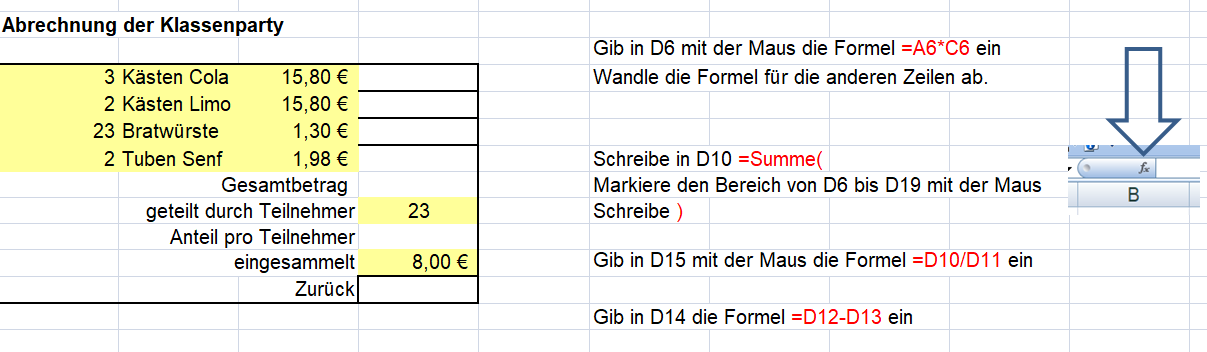 Abrechnung der Klassenparty
Gib in D6 mit der Maus die Formel =A6*C6 ein
3 Kästen Cola 15,80 €
Wandle die Formel für die anderen Zeilen ab.
2 Kästen Limo 15,80 €
23 Bratwürste 1,30 €
2 Tuben Senf 1,98 €
Schreibe in D10 =Summe(
Gesamtbetrag
Markiere den Bereich von D6 bis D19 mit der Maus
geteilt durch Teilnehmer 23
Schreibe )
Anteil pro Teilnehmer
eingesammelt 8,00 €
Gib in D15 mit der Maus die Formel =D10/D11 ein
Zurück
Gib in D14 die Formel =D12-D13 ein
fx
B